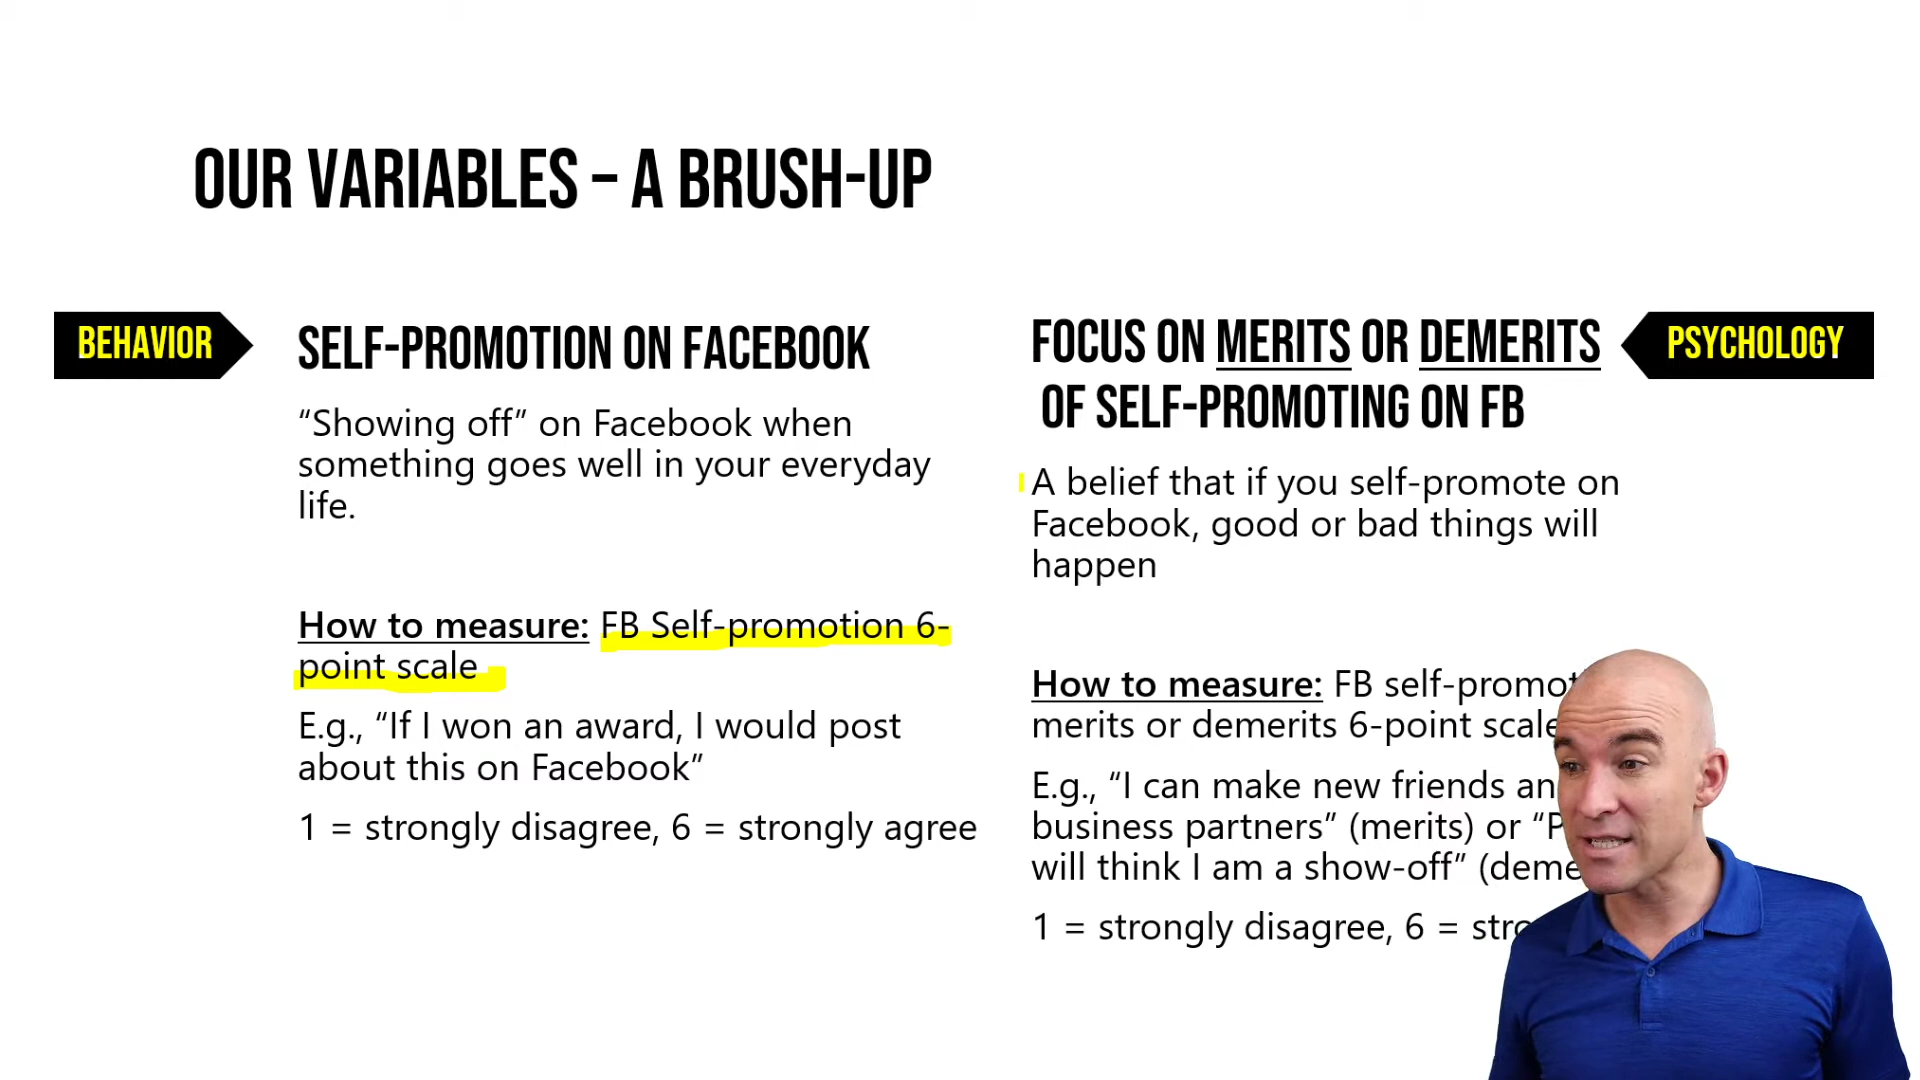 OUR VARIABLES – A BRUSH-UP
BEHAVIOR
SELF-PROMOTION ON FACEBOOK
“Showing off” on Facebook when
something goes well in your everyday
life.
How to measure: FB Self-promotion 6-
point scale
E.g., “If I won an award, I would post
about this on Facebook”
1 = strongly disagree, 6 = strongly agree
FOCUS ON MERITS OR DEMERITS
OF SELF-PROMOTING ON FB
PSYCHOLOGY
A belief that if you self-promote on
Facebook, good or bad things will
happen
How to measure: FB
merits or demerits 6-point scale
E.g., “I can make new friends
business partners” (merits) or
will think I am a show-off”
1 = strongly disagree, 6 =